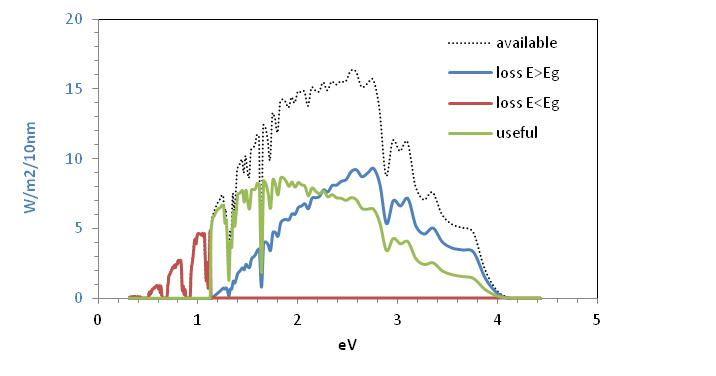 20
15
10
5
0
W/m2/10nm
available
loss E>Eg
loss E<Eg
useful
0 1 2 3 4 5
eV